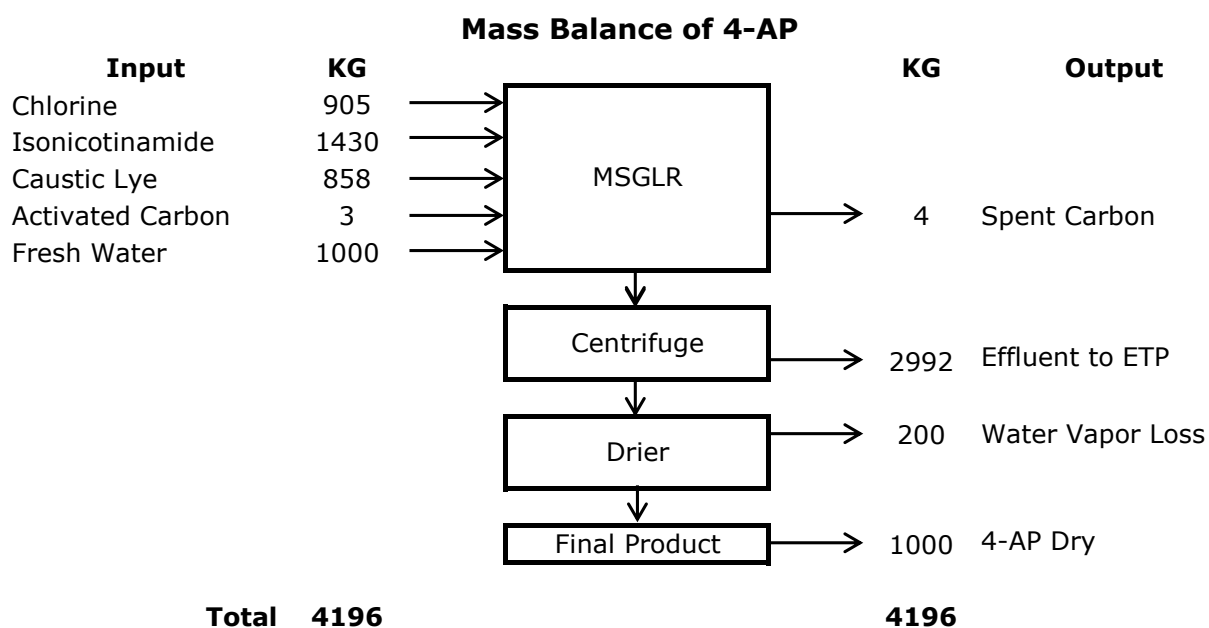 Mass Balance of 4-AP
Input KG KG Output
Chlorine 905
Isonicotinamide 1430
Caustic Lye 858 MSGLR
Activated Carbon 3 4 Spent Carbon
Fresh Water 1000
Centrifuge 2992 Effluent to ETP
Drier 200 Water Vapor Loss
Final Product 1000 4-AP Dry
Total 4196 4196